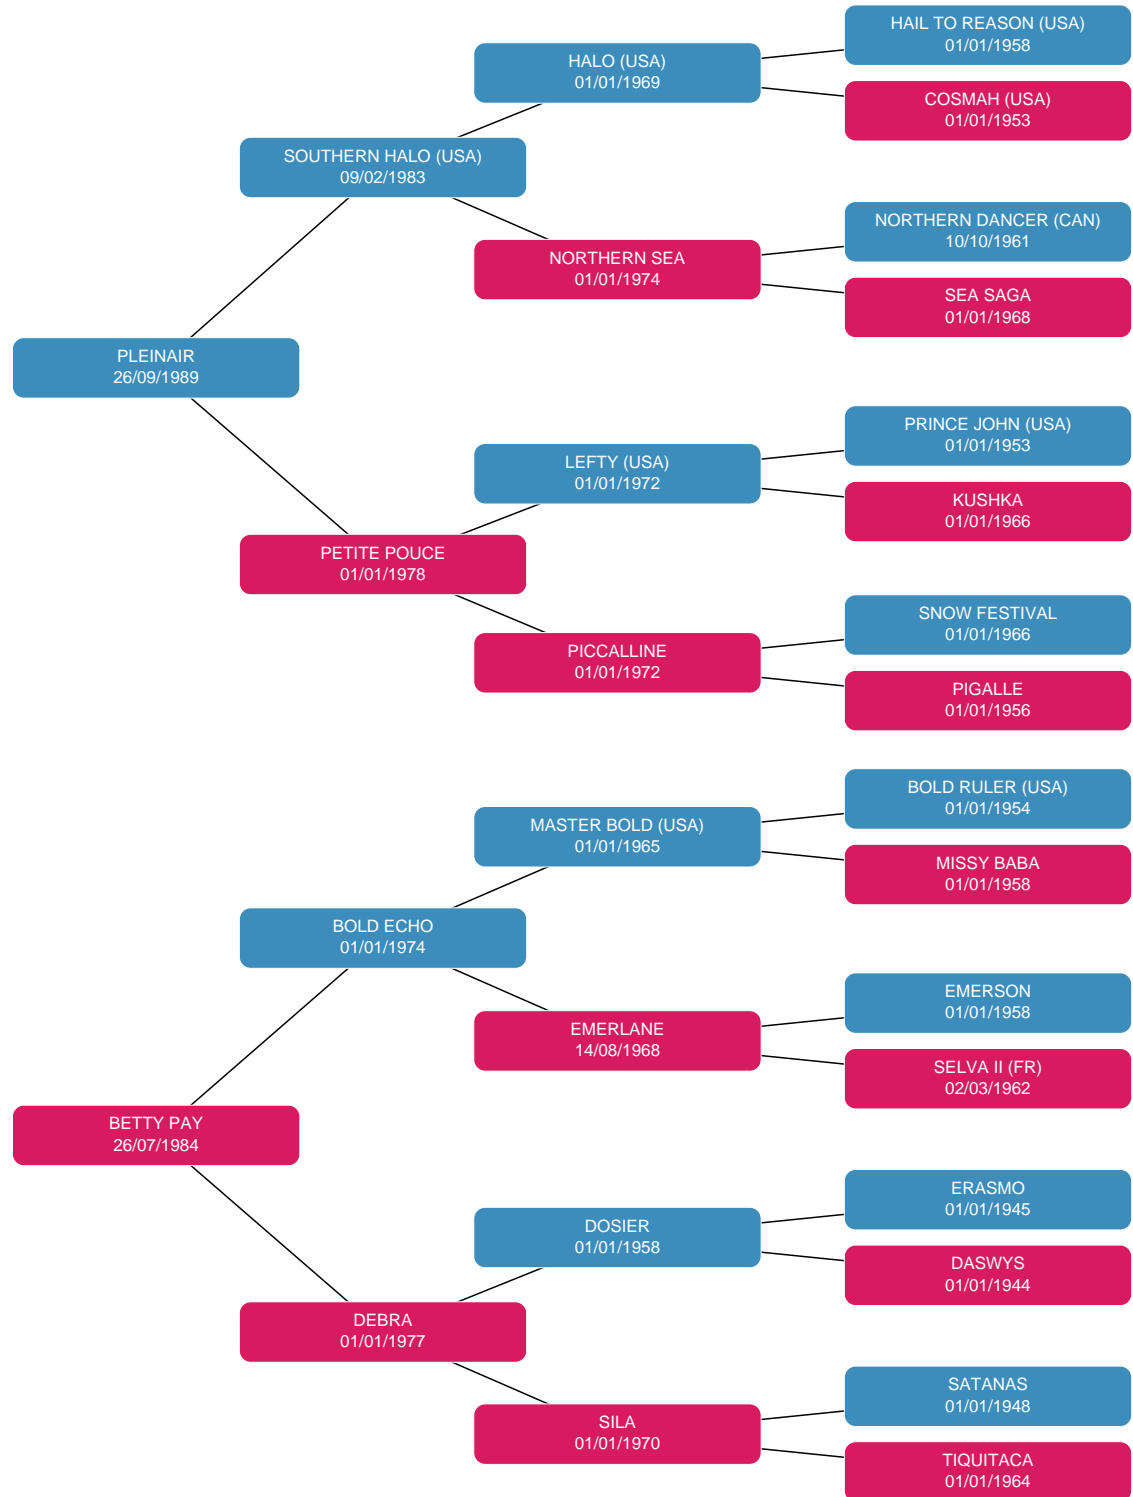 HAIL TO REASON (USA)
01/01/1958
HALO (USA)
01/01/1969
COSMAH (USA)
01/01/1953
SOUTHERN HALO (USA)
09/02/1983
NORTHERN DANCER (CAN)
10/10/1961
NORTHERN SEA
01/01/1974
SEA SAGA
01/01/1968
PLEINAIR
26/09/1989
PRINCE JOHN (USA)
01/01/1953
LEFTY (USA)
01/01/1972
KUSHKA
01/01/1966
PETITE POUCE
01/01/1978
SNOW FESTIVAL
01/01/1966
PICCALLINE
01/01/1972
PIGALLE
01/01/1956
BOLD RULER (USA)
01/01/1954
MASTER BOLD (USA)
01/01/1965
MISSY BABA
01/01/1958
BOLD ECHO
01/01/1974
EMERSON
01/01/1958
EMERLANE
14/08/1968
SELVA II (FR)
02/03/1962
BETTY PAY
26/07/1984
ERASMO
01/01/1945
DOSIER
01/01/1958
DASWYS
01/01/1944
DEBRA
01/01/1977
SATANAS
01/01/1948
SILA
01/01/1970
TIQUITACA
01/01/1964